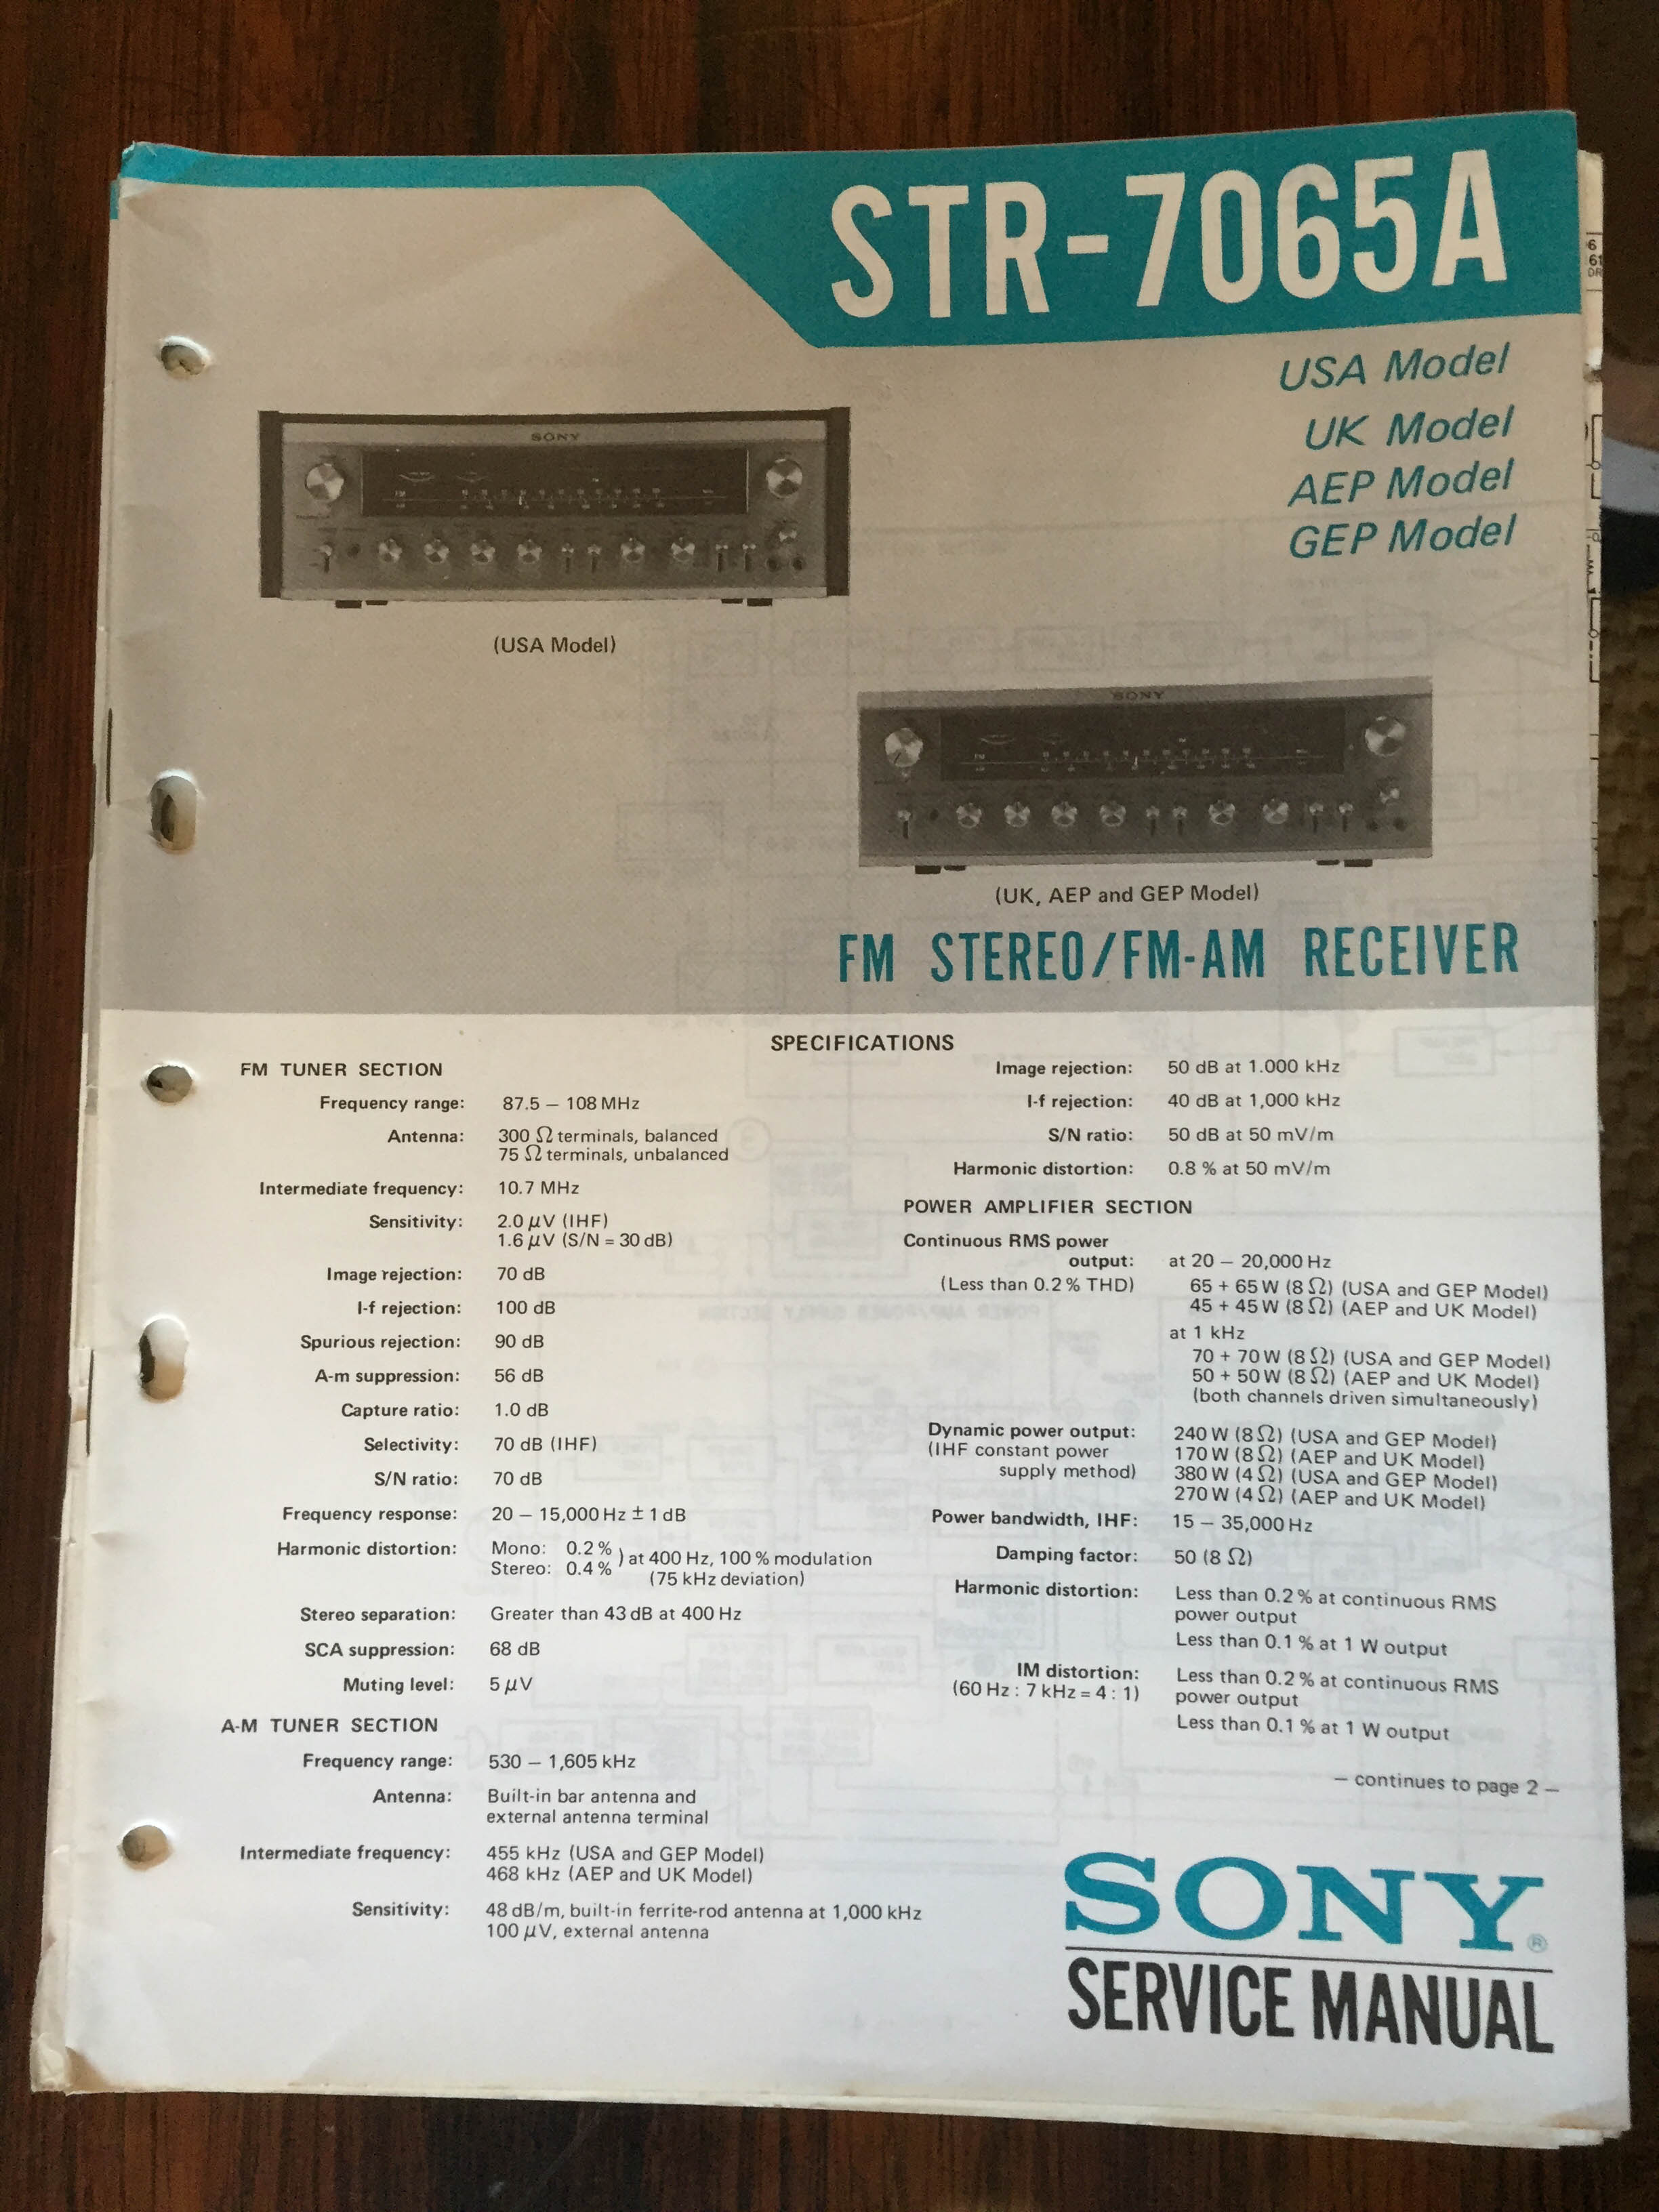 STR-7065A
USA Model
UK Model
AEP Model
GEP Model
SONY
(USA Model)
SONY
(UK, AEP and GEP Model)
FM STEREO/FM-AM RECEIVER
SPECIFICATIONS
FM TUNER SECTION
Frequency range: 87.5 – 108 MHz
Antenna: 300 Ω terminals, balanced
75 Ω terminals, unbalanced
Intermediate frequency: 10.7 MHz
Sensitivity: 2.0 μV (IHF)
1.6 μV (S/N = 30 dB)
Image rejection: 70 dB
I-f rejection: 100 dB
Spurious rejection: 90 dB
A-m suppression: 56 dB
Capture ratio: 1.0 dB
Selectivity: 70 dB (IHF)
S/N ratio: 70 dB
Frequency response: 20 – 15,000 Hz ± 1 dB
Harmonic distortion: Mono: 0.2 %
Stereo: 0.4 % ) at 400 Hz, 100 % modulation
(75 kHz deviation)
Stereo separation: Greater than 43 dB at 400 Hz
SCA suppression: 68 dB
Muting level: 5 μV
A-M TUNER SECTION
Frequency range: 530 – 1,605 kHz
Antenna: Built-in bar antenna and
external antenna terminal
Intermediate frequency: 455 kHz (USA and GEP Model)
468 kHz (AEP and UK Model)
Sensitivity: 48 dB/m, built-in ferrite-rod antenna at 1,000 kHz
100 μV, external antenna
Image rejection: 50 dB at 1.000 kHz
I-f rejection: 40 dB at 1,000 kHz
S/N ratio: 50 dB at 50 mV/m
Harmonic distortion: 0.8 % at 50 mV/m
POWER AMPLIFIER SECTION
Continuous RMS power
output: at 20 – 20,000 Hz
(Less than 0.2 % THD) 65 + 65 W (8 Ω) (USA and GEP Model)
45 + 45 W (8 Ω) (AEP and UK Model)
at 1 kHz
70 + 70 W (8 Ω) (USA and GEP Model)
50 + 50 W (8 Ω) (AEP and UK Model)
(both channels driven simultaneously)
Dynamic power output: 240 W (8 Ω) (USA and GEP Model)
(IHF constant power 170 W (8 Ω) (AEP and UK Model)
supply method) 380 W (4 Ω) (USA and GEP Model)
270 W (4 Ω) (AEP and UK Model)
Power bandwidth, IHF: 15 – 35,000 Hz
Damping factor: 50 (8 Ω)
Harmonic distortion: Less than 0.2 % at continuous RMS
power output
Less than 0.1 % at 1 W output
IM distortion: Less than 0.2 % at continuous RMS
(60 Hz : 7 kHz = 4 : 1) power output
Less than 0.1 % at 1 W output
– continues to page 2 –
SONY®
SERVICE MANUAL